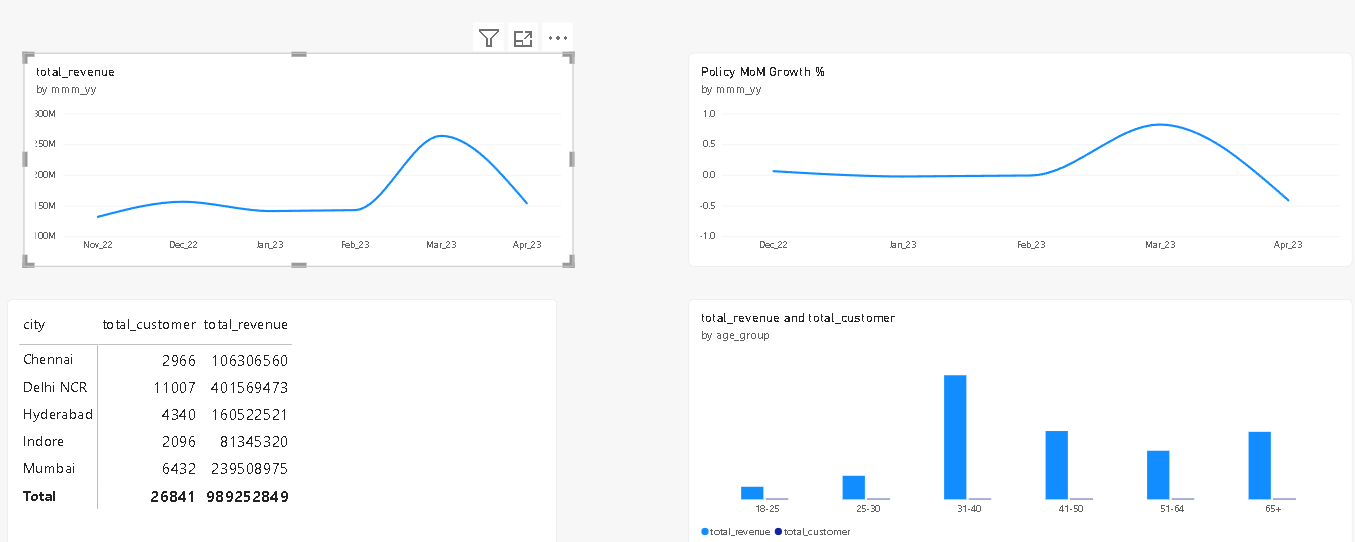 total_revenue
by mmm_yy
300M
250M
200M
150M
100M
Nov_22 Dec_22 Jan_23 Feb_23 Mar_23 Apr_23
Policy MoM Growth %
by mmm_yy
1.0
0.5
0.0
-0.5
-1.0
Dec_22 Jan_23 Feb_23 Mar_23 Apr_23
city total_customer total_revenue
Chennai 2966 106306560
Delhi NCR 11007 401569473
Hyderabad 4340 160522521
Indore 2096 81345320
Mumbai 6432 239508975
Total 26841 989252849
total_revenue and total_customer
by age_group
18-25 25-30 31-40 41-50 51-64 65+
total_revenue total_customer